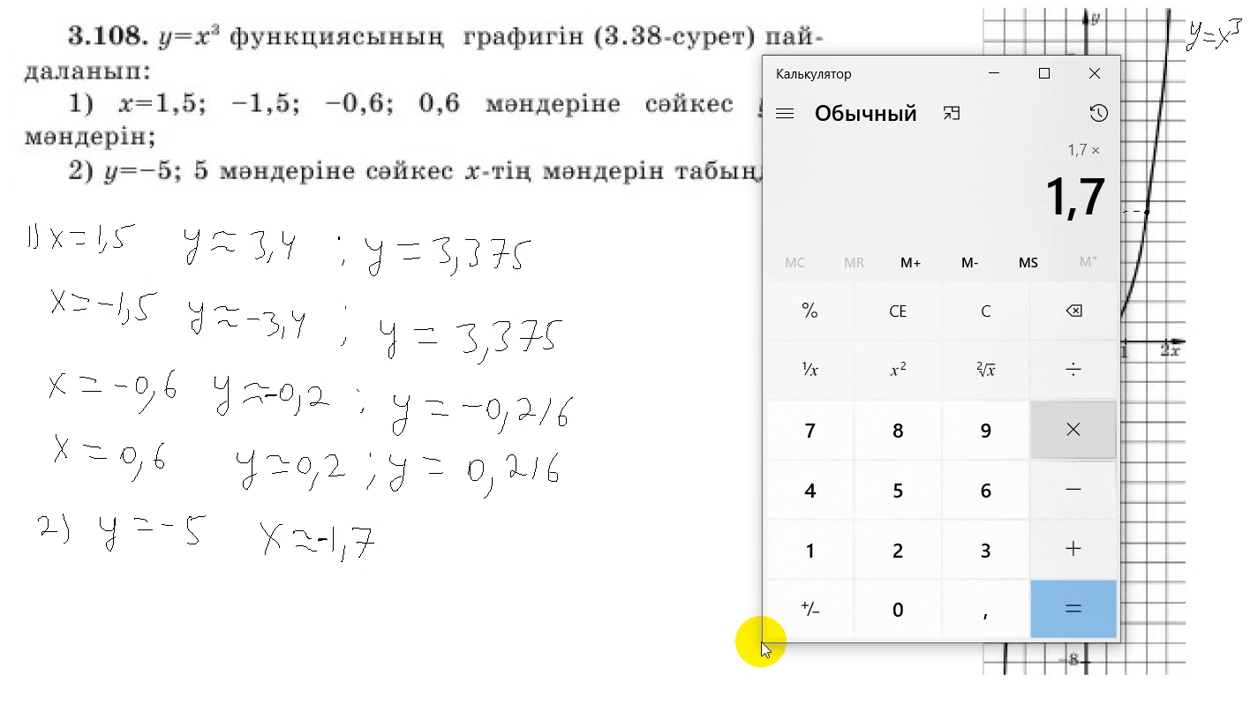 3.108. y=x³ функциясының графигін (3.38-сурет) пай-
даланып:
1) x=1,5; −1,5; −0,6; 0,6 мәндеріне сәйкес
мәндерін;
2) y=−5; 5 мәндеріне сәйкес x-тің мәндерін
1) x=1,5 y≈3,4 ; y=3,375
x=-1,5 y≈-3,4 ; y=3,375
x=-0,6 y≈-0,2 ; y=-0,216
x=0,6 y≈0,2 ; y=0,216
2) y=-5 x≈-1,7
Калькулятор
Обычный
1,7 ×
1,7
MC MR M+ M- MS M˅
% CE C
¹/x x² ²√x ÷
7 8 9 ×
4 5 6 −
1 2 3 +
+/− 0 , =
y
y=x³
1 2 x
−8